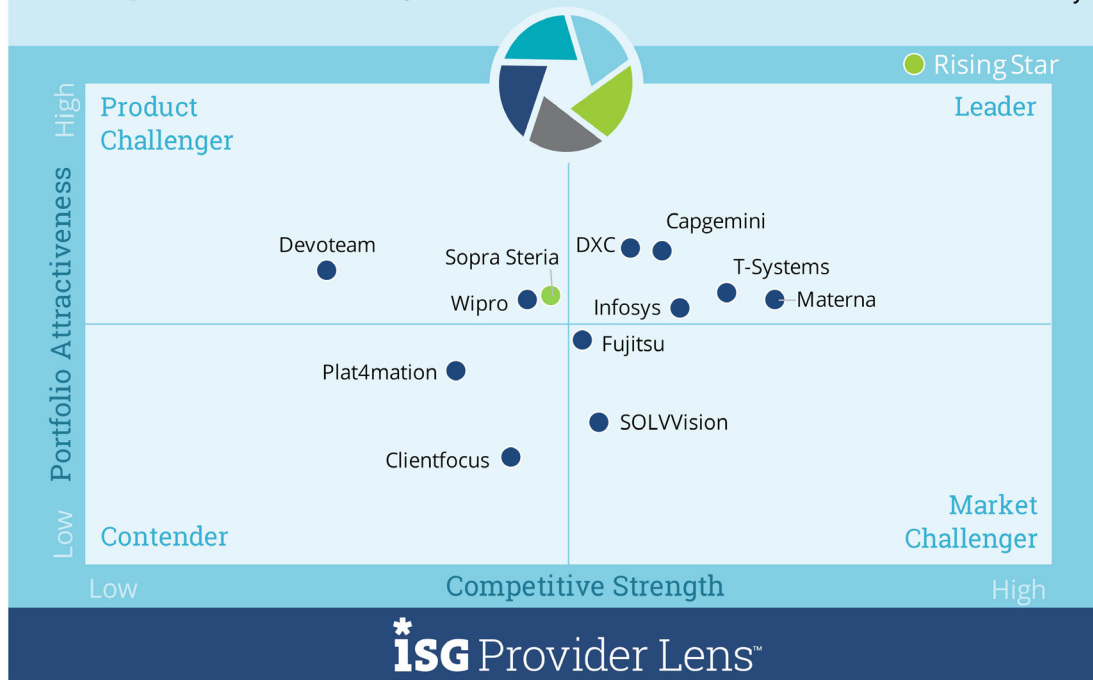 Rising Star
High
Product
Challenger
Leader
Portfolio Attractiveness
Capgemini
DXC
Devoteam
Sopra Steria
T-Systems
Wipro
Infosys
Materna
Fujitsu
Plat4mation
SOLVVision
Clientfocus
Market
Challenger
Contender
Low
Low
Competitive Strength
High
*isG Provider Lens™